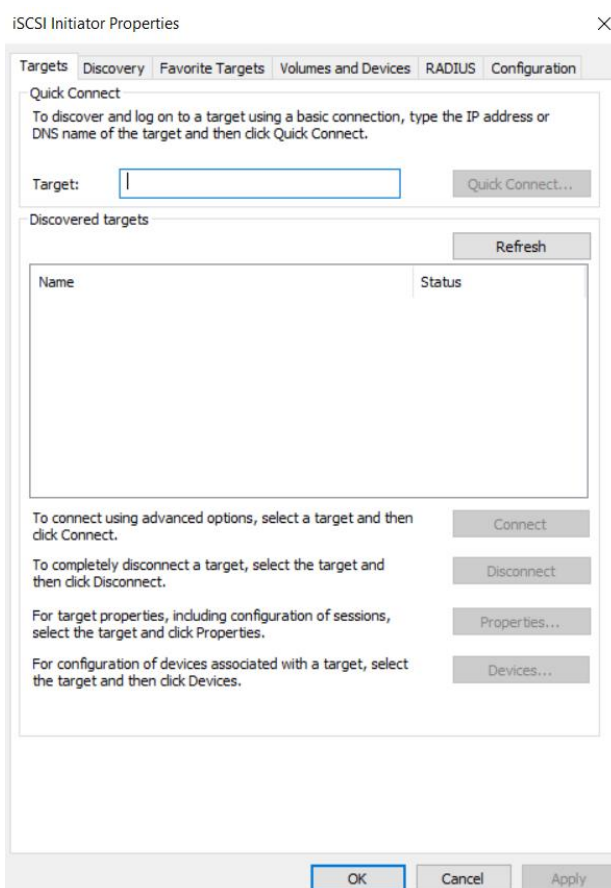 iSCSI Initiator Properties
Targets Discovery Favorite Targets Volumes and Devices RADIUS Configuration
Quick Connect
To discover and log on to a target using a basic connection, type the IP address or
DNS name of the target and then click Quick Connect.
Target:
Quick Connect...
Discovered targets
Refresh
Name Status
To connect using advanced options, select a target and then
click Connect.
Connect
To completely disconnect a target, select the target and
then click Disconnect.
Disconnect
For target properties, including configuration of sessions,
select the target and click Properties.
Properties...
For configuration of devices associated with a target, select
the target and then click Devices.
Devices...
OK Cancel Apply